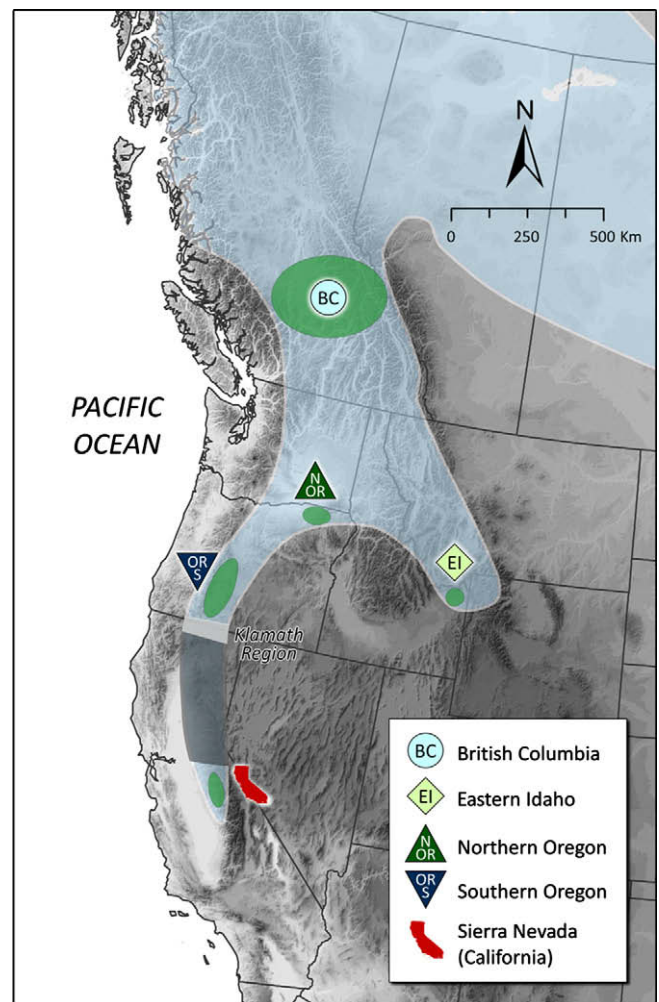 N
0 250 500 Km
BC
PACIFIC
OCEAN
N
OR
OR
S
EI
Klamath
Region
BC British Columbia
EI Eastern Idaho
N
OR Northern Oregon
OR
S Southern Oregon
Sierra Nevada
(California)